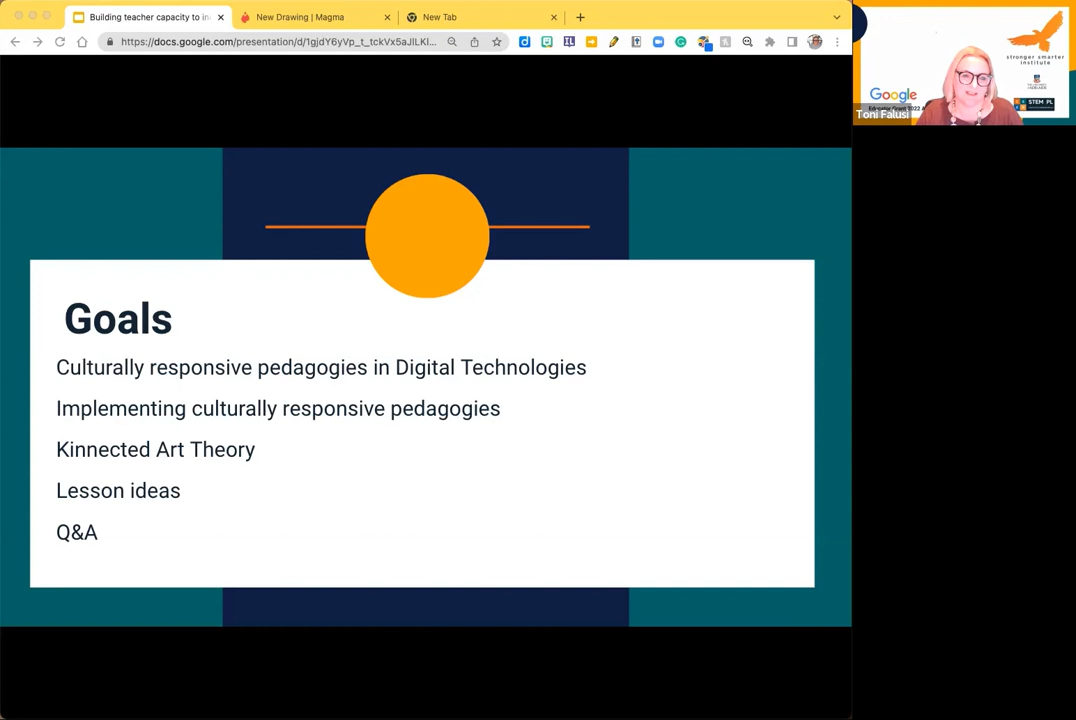 Building teacher capacity to in
New Drawing | Magma
New Tab
https://docs.google.com/presentation/d/1gjdY6yVp_t_tckVx5aJlLKl...
stronger smarter
institute
Google
STEM PL
Toni Falusi
Goals
Culturally responsive pedagogies in Digital Technologies
Implementing culturally responsive pedagogies
Kinnected Art Theory
Lesson ideas
Q&A